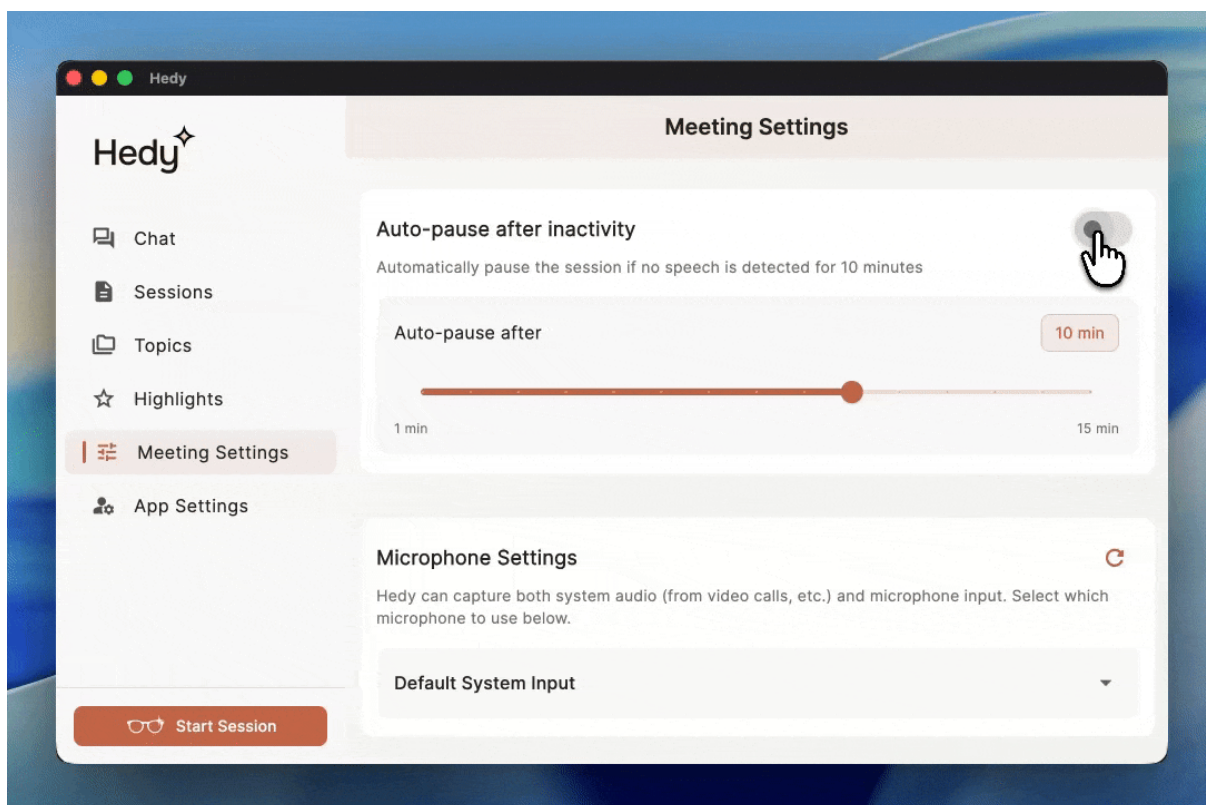 Hedy
Hedy
Chat
Sessions
Topics
Highlights
Meeting Settings
App Settings
Start Session
Meeting Settings
Auto-pause after inactivity
Automatically pause the session if no speech is detected for 10 minutes
Auto-pause after
10 min
1 min
15 min
Microphone Settings
Hedy can capture both system audio (from video calls, etc.) and microphone input. Select which
microphone to use below.
Default System Input